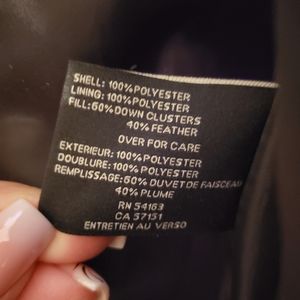 SHELL: 100% POLYESTER
LINING: 100% POLYESTER
FILL: 60% DOWN CLUSTERS
40% FEATHER
OVER FOR CARE
EXTERIEUR: 100% POLYESTER
DOUBLURE: 100% POLYESTER
REMPLISSAGE: 60% DUVET DE FAISCEAU
40% PLUME
RN 54163
CA 57151
ENTRETIEN AU VERSO